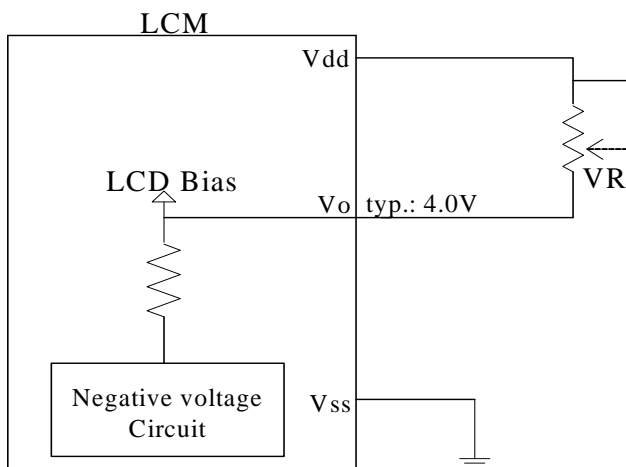 LCM
Vdd
LCD Bias
VR
Vo typ.: 4.0V
Negative voltage
Circuit
Vss